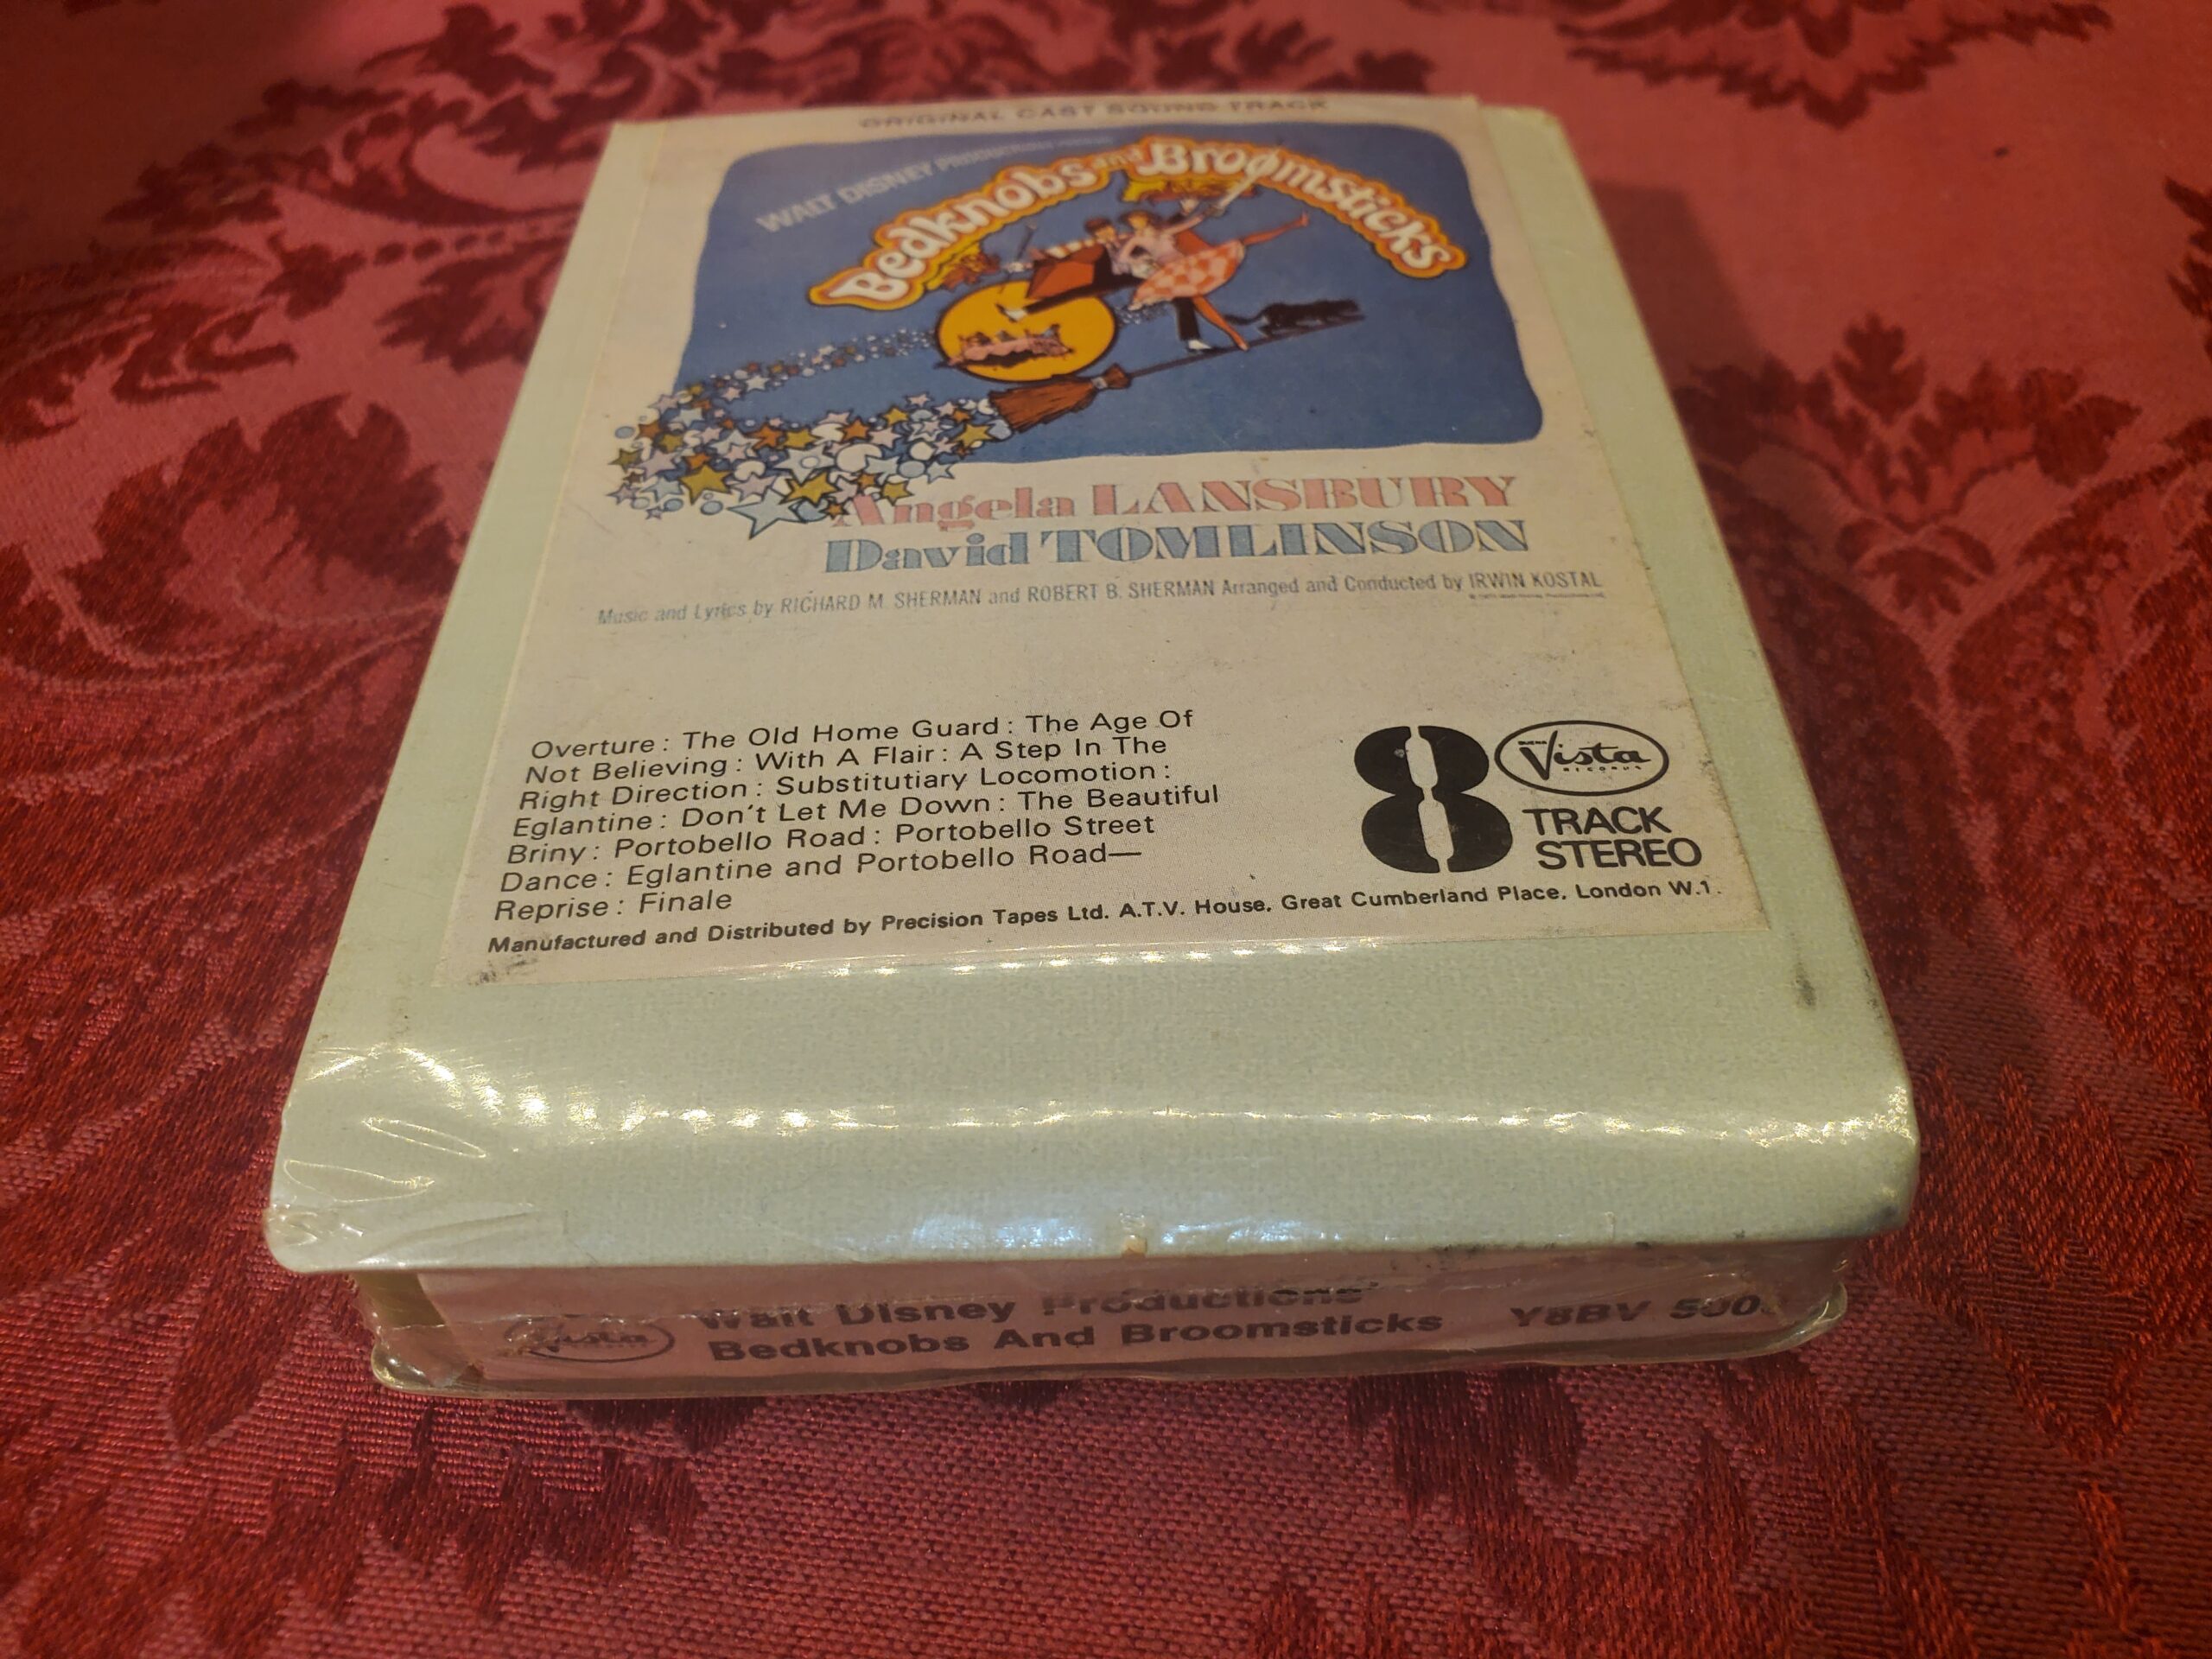 ORIGINAL CAST SOUND TRACK
WALT DISNEY
Bedknobs and Broomsticks
Angela LANSBURY
David TOMLINSON
Music and Lyrics by RICHARD M. SHERMAN and ROBERT B. SHERMAN Arranged and Conducted by IRWIN KOSTAL
Overture : The Old Home Guard : The Age Of
Not Believing : With A Flair : A Step In The
Right Direction : Substitutiary Locomotion :
Eglantine : Don't Let Me Down : The Beautiful
Briny : Portobello Road : Portobello Street
Dance : Eglantine and Portobello Road—
Reprise : Finale
8
BUENA
Vista
RECORDS
TRACK
STEREO
Manufactured and Distributed by Precision Tapes Ltd. A.T.V. House, Great Cumberland Place, London W.1.
Vista
Walt Disney Productions'
Bedknobs And Broomsticks
Y8BV